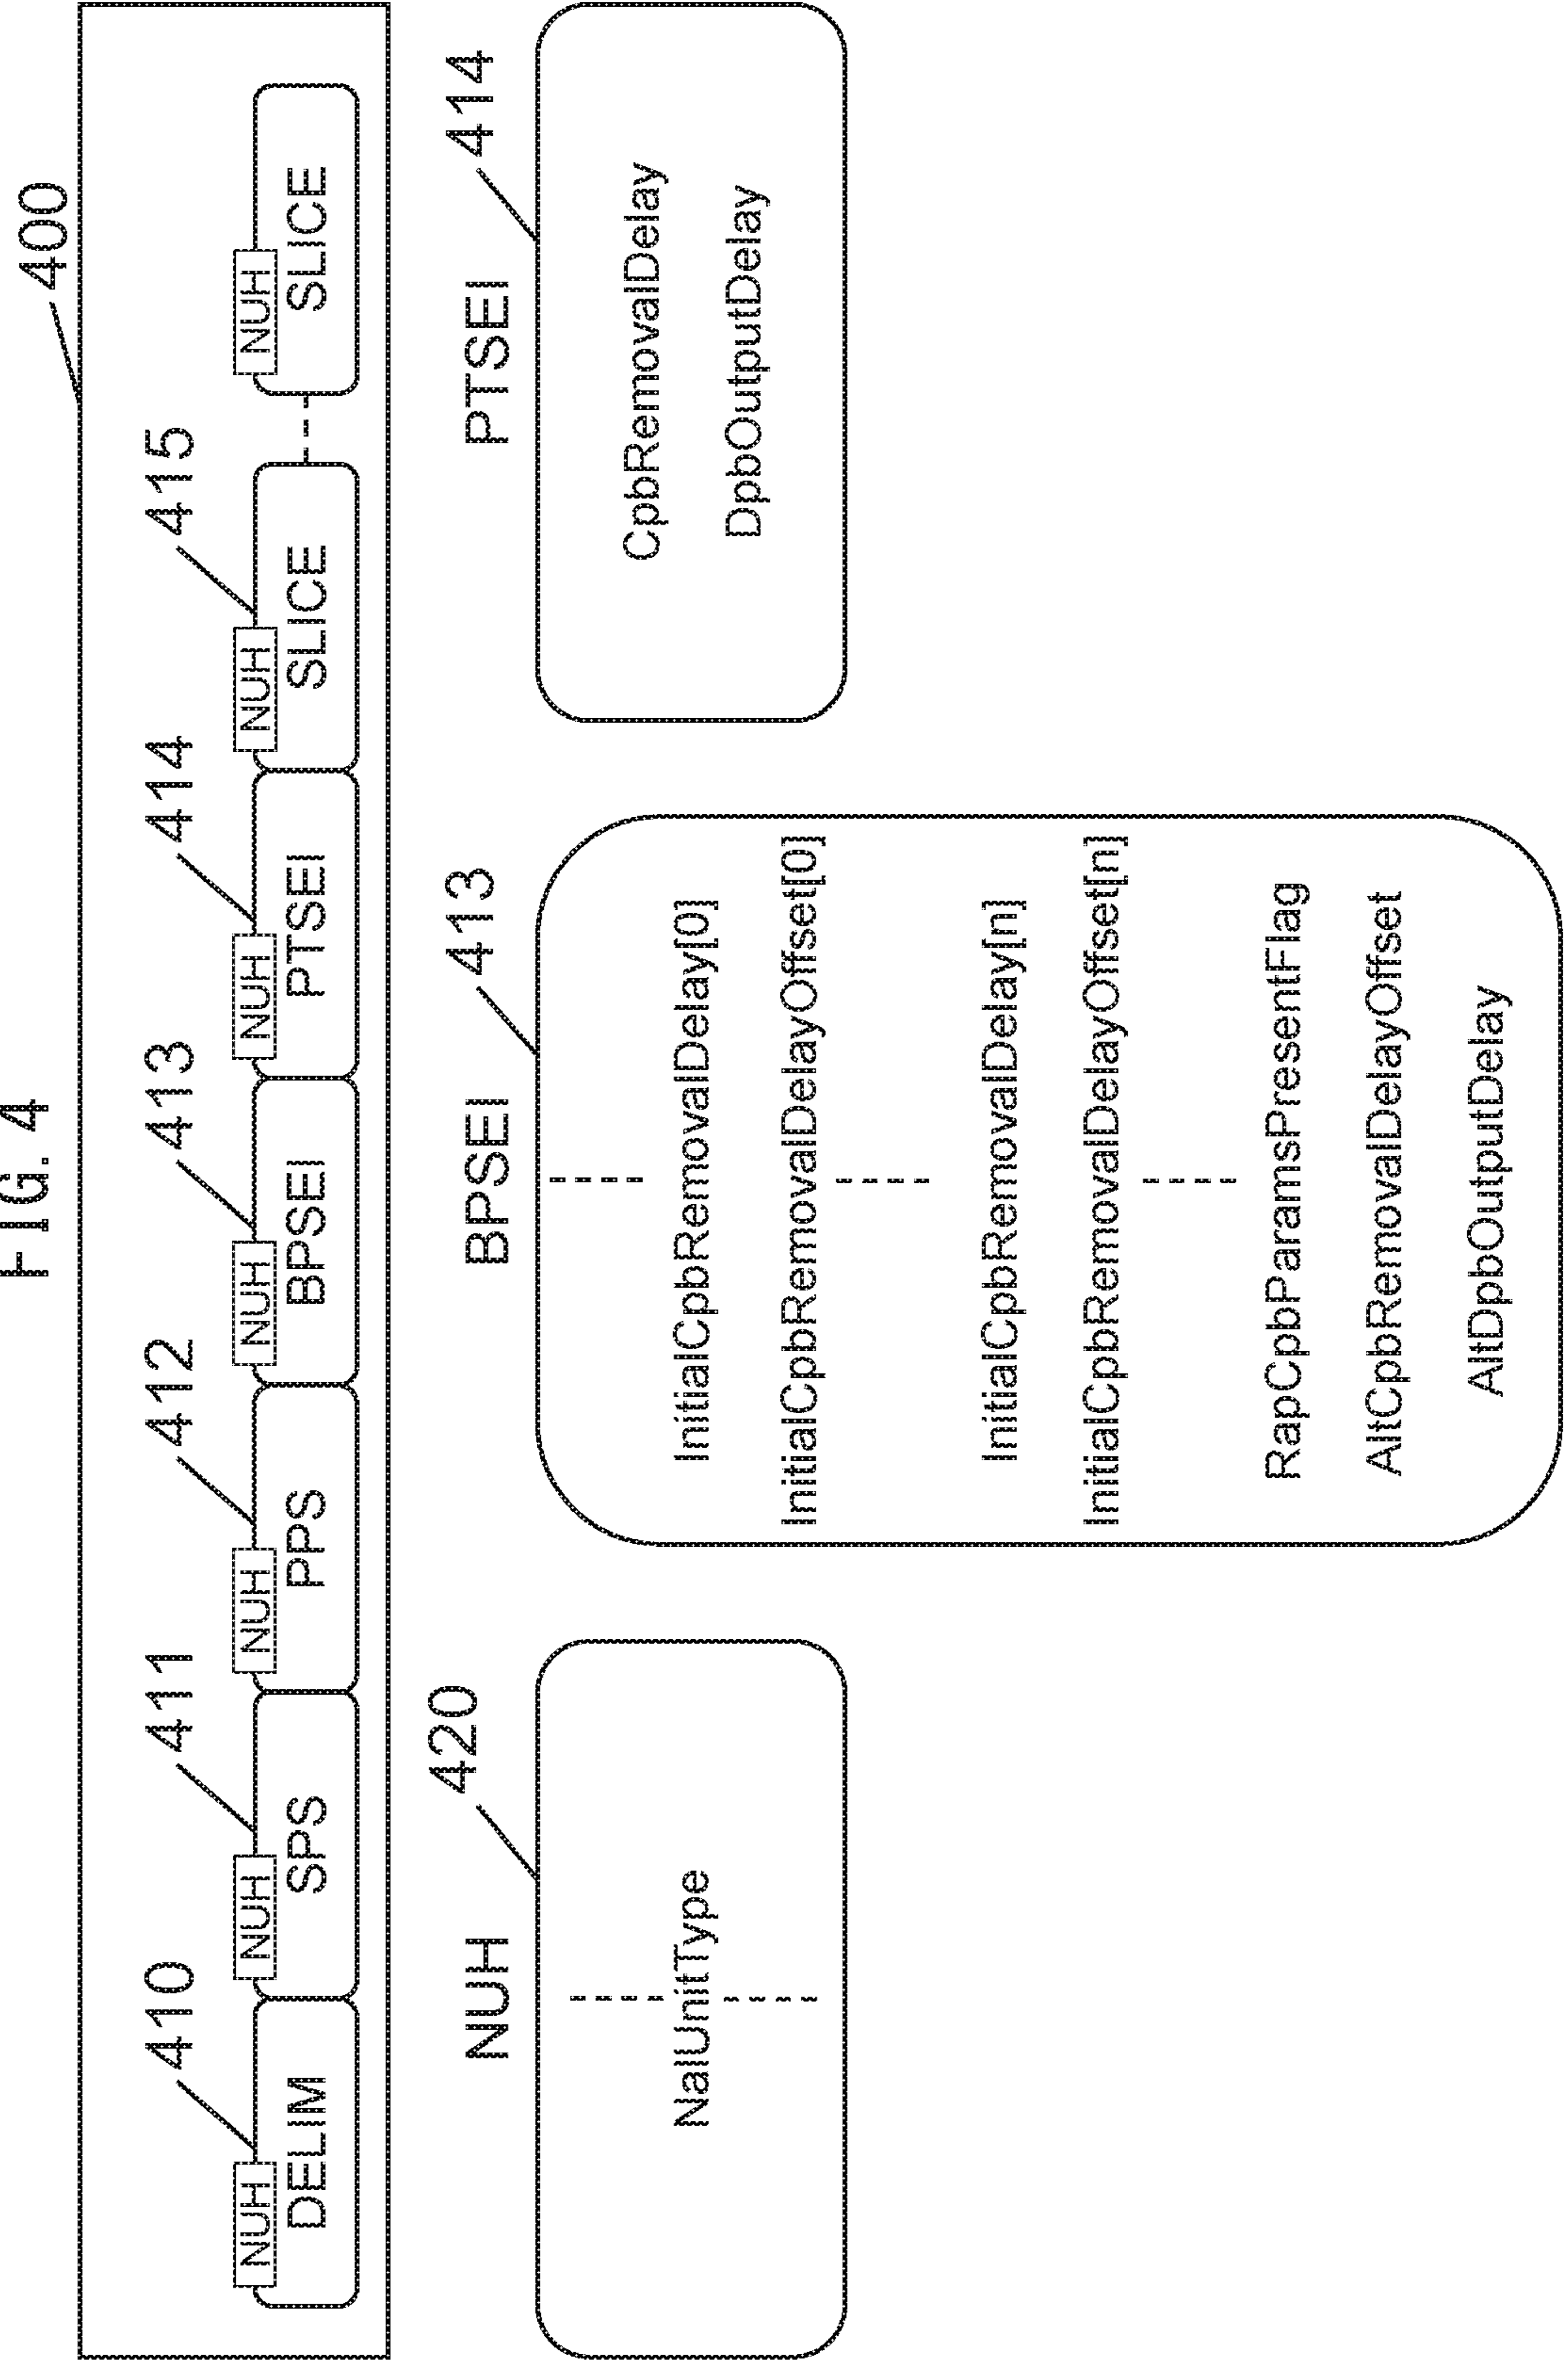 FIG. 4
400
410
411
412
413
414
415
NUH
NUH
NUH
NUH
NUH
NUH
NUH
DELIM
SPS
PPS
BPSEI
PTSEI
SLICE
SLICE
NUH
420
NalUnitType
BPSEI
413
InitialCpbRemovalDelay[0]
InitialCpbRemovalDelayOffset[0]
InitialCpbRemovalDelay[n]
InitialCpbRemovalDelayOffset[n]
RapCpbParamsPresentFlag
AltCpbRemovalDelayOffset
AltDpbOutputDelay
PTSEI
414
CpbRemovalDelay
DpbOutputDelay